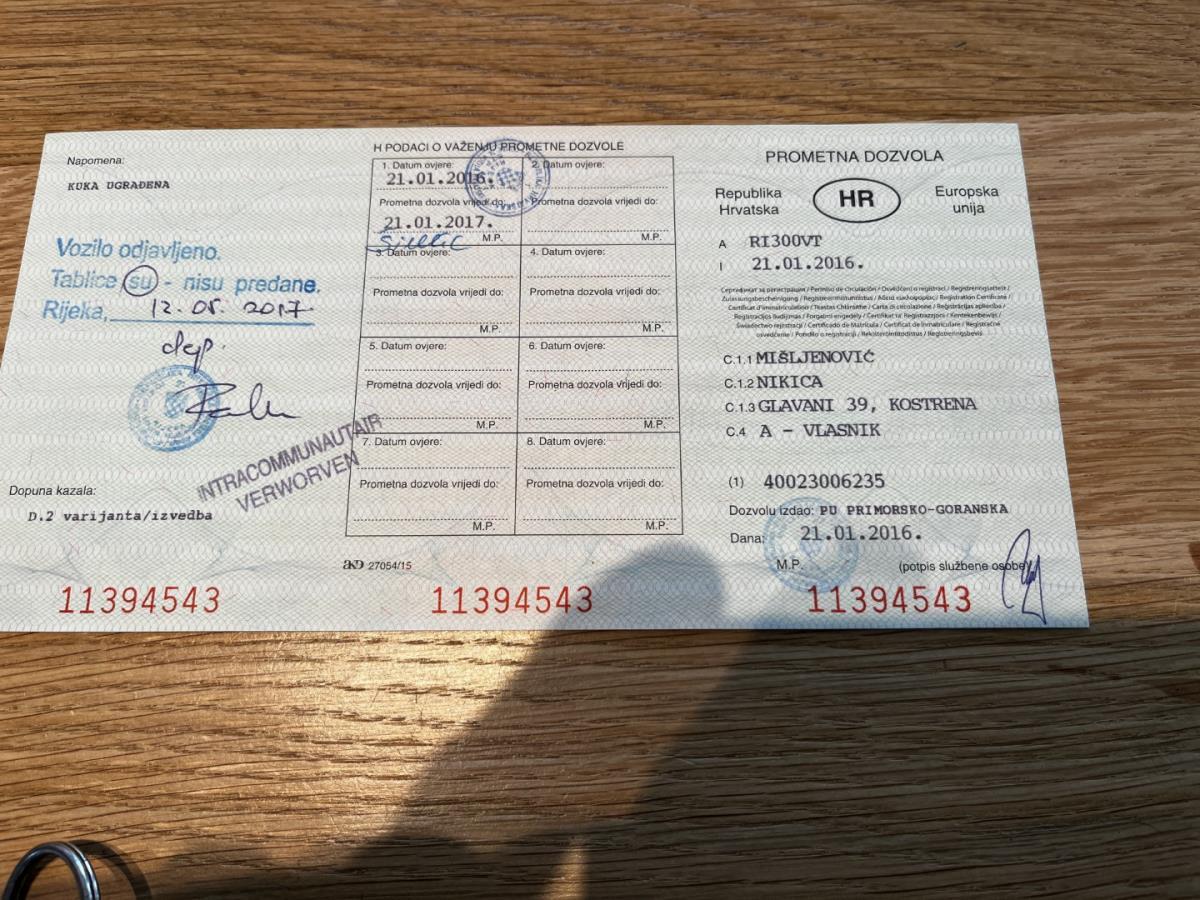 Napomena:
KUKA UGRAĐENA
Vozilo odjavljeno.
Tablice su - nisu predane.
Rijeka, 12.05. 2017.
dep.
INTRACOMMUNAUTAIR
VERWORVEN
Dopuna kazala:
D.2 varijanta/izvedba
11394543
H PODACI O VAŽENJU PROMETNE DOZVOLE
1. Datum ovjere:
21.01.2016.
Prometna dozvola vrijedi do:
21.01.2017.
M.P.
2. Datum ovjere:
Prometna dozvola vrijedi do:
M.P.
3. Datum ovjere:
Prometna dozvola vrijedi do:
M.P.
4. Datum ovjere:
Prometna dozvola vrijedi do:
M.P.
5. Datum ovjere:
Prometna dozvola vrijedi do:
M.P.
6. Datum ovjere:
Prometna dozvola vrijedi do:
M.P.
7. Datum ovjere:
Prometna dozvola vrijedi do:
M.P.
8. Datum ovjere:
Prometna dozvola vrijedi do:
M.P.
AKD 27054/15
11394543
PROMETNA DOZVOLA
Republika
Hrvatska
HR
Europska
unija
A RI300VT
I 21.01.2016.
C.1.1 MIŠLJENOVIĆ
C.1.2 NIKICA
C.1.3 GLAVANI 39, KOSTRENA
C.4 A - VLASNIK
(1) 40023006235
Dozvolu izdao: PU PRIMORSKO-GORANSKA
Dana: 21.01.2016.
M.P. (potpis službene osobe)
11394543